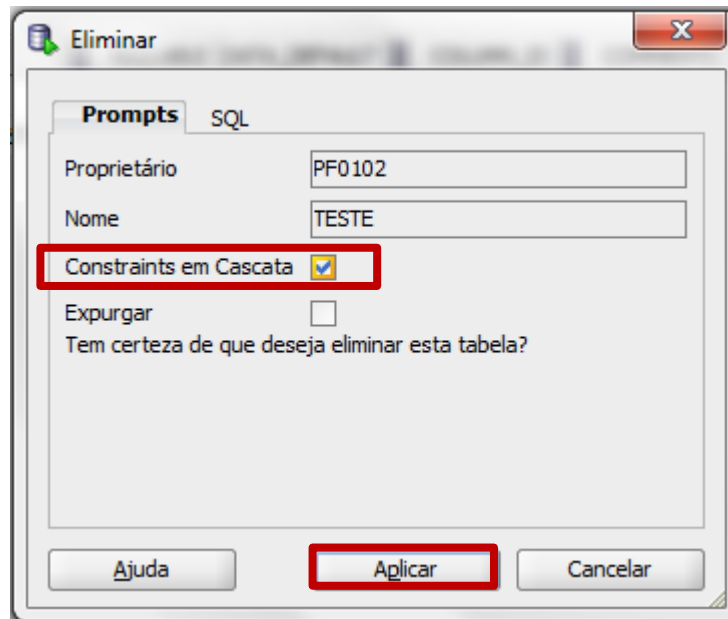 Eliminar
Prompts SQL
Proprietário PF0102
Nome TESTE
Constraints em Cascata
Expurgar
Tem certeza de que deseja eliminar esta tabela?
Ajuda Aplicar Cancelar